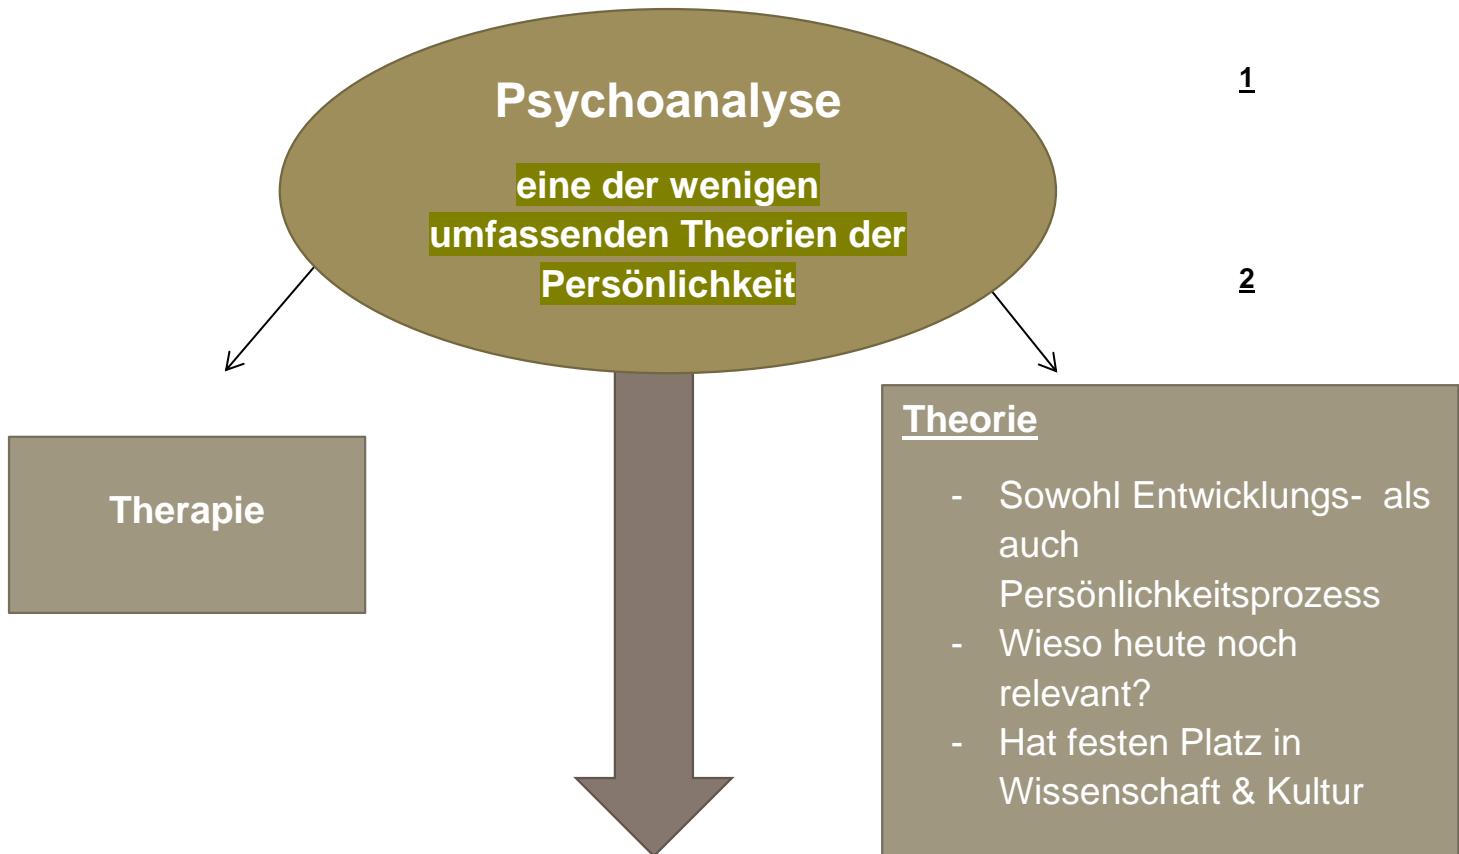 Psychoanalyse
1
eine der wenigen
umfassenden Theorien der
Persönlichkeit
2
Therapie
Theorie
- Sowohl Entwicklungs- als
auch
Persönlichkeitsprozess
- Wieso heute noch
relevant?
- Hat festen Platz in
Wissenschaft & Kultur